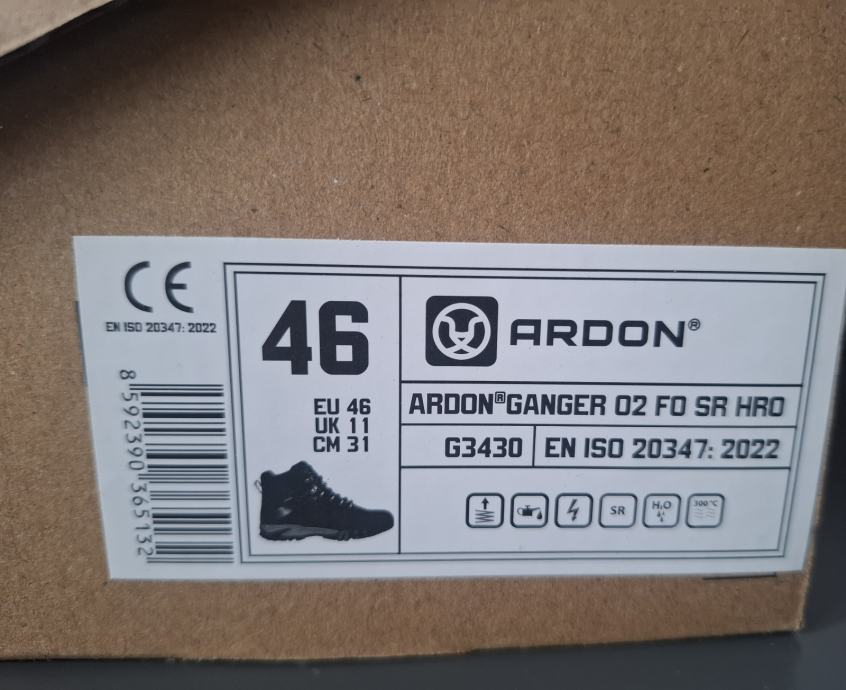 CE
EN ISO 20347: 2022
8 592390 365132
46
EU 46
UK 11
CM 31
ARDON®
ARDON®GANGER O2 FO SR HRO
G3430
EN ISO 20347: 2022
SR
H₂O
300°C